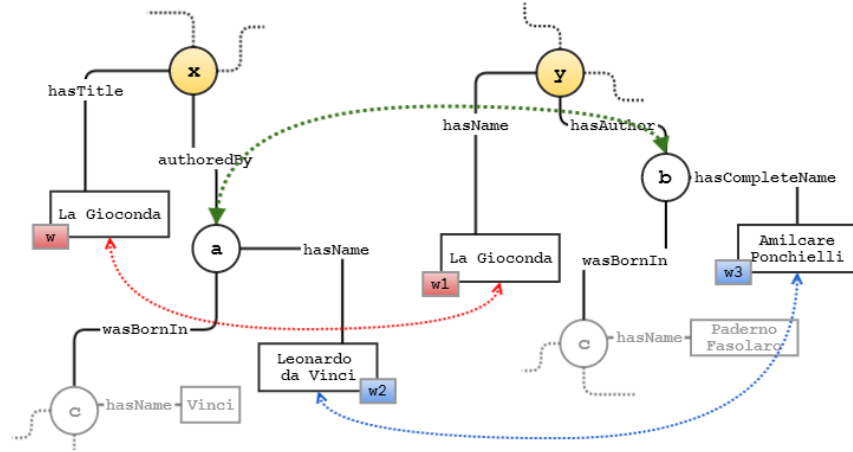 x
y
hasTitle
hasName
hasAuthor
authoredBy
b
hasCompleteName
La Gioconda
w
a
hasName
La Gioconda
w1
Amilcare
Ponchielli
w3
wasBornIn
wasBornIn
c
hasName
Paderno
Fasolaro
Leonardo
da Vinci
w2
c
hasName
Vinci